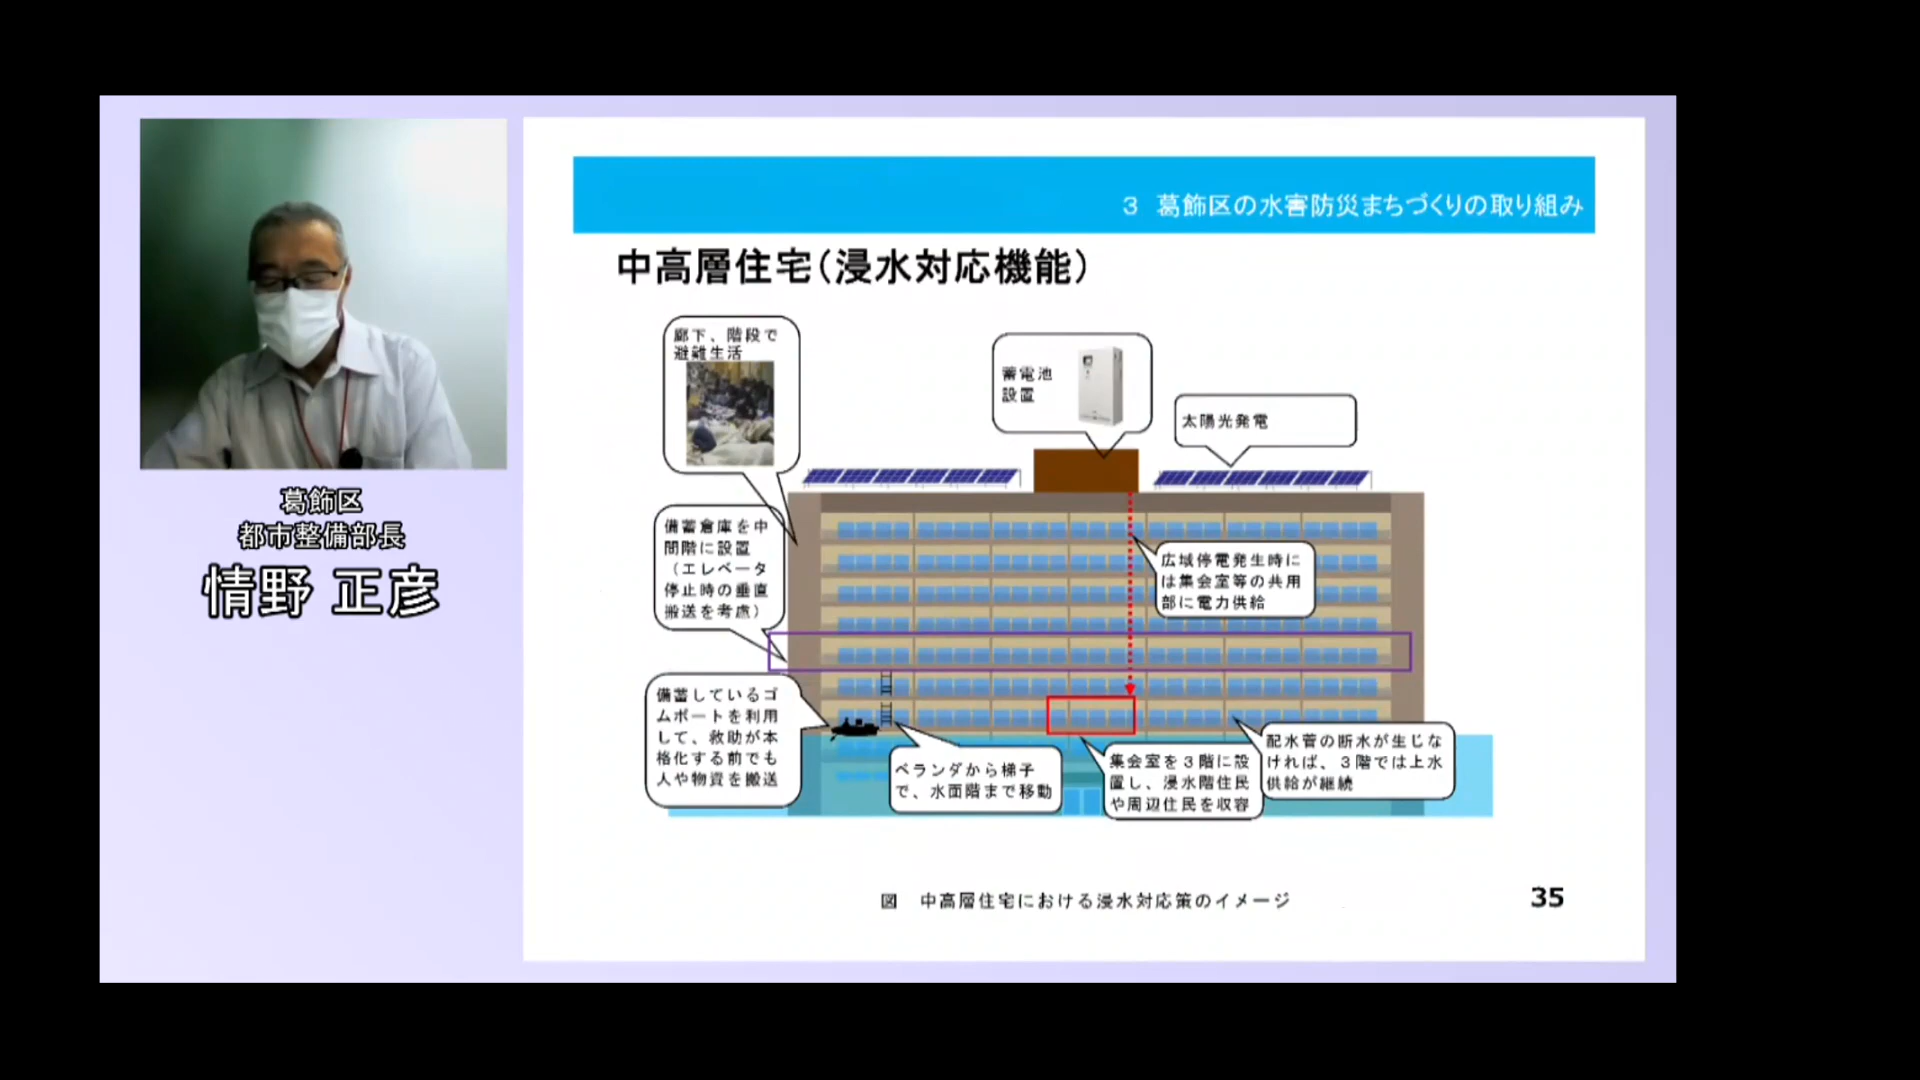 葛飾区
都市整備部長
情野 正彦
3 葛飾区の水害防災まちづくりの取り組み
中高層住宅(浸水対応機能)
廊下、階段で
避難生活
蓄電池
設置
太陽光発電
備蓄倉庫を中
間階に設置
(エレベータ
停止時の垂直
搬送を考慮)
広域停電発生時に
は集会室等の共用
部に電力供給
備蓄しているゴ
ムボートを利用
して、救助が本
格化する前でも
人や物資を搬送
ベランダから梯子
で、水面階まで移動
集会室を3階に設
置し、浸水階住民
や周辺住民を収容
配水菅の断水が生じな
ければ、3階では上水
供給が継続
図 中高層住宅における浸水対応策のイメージ
35